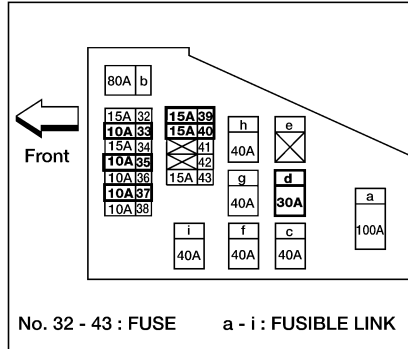 80A b
15A 32
10A 33
15A 34
10A 35
10A 36
10A 37
10A 38
15A 39
15A 40
41
42
15A 43
Front
h
40A
e
g
40A
d
30A
a
100A
i
40A
f
40A
c
40A
No. 32 - 43 : FUSE a - i : FUSIBLE LINK